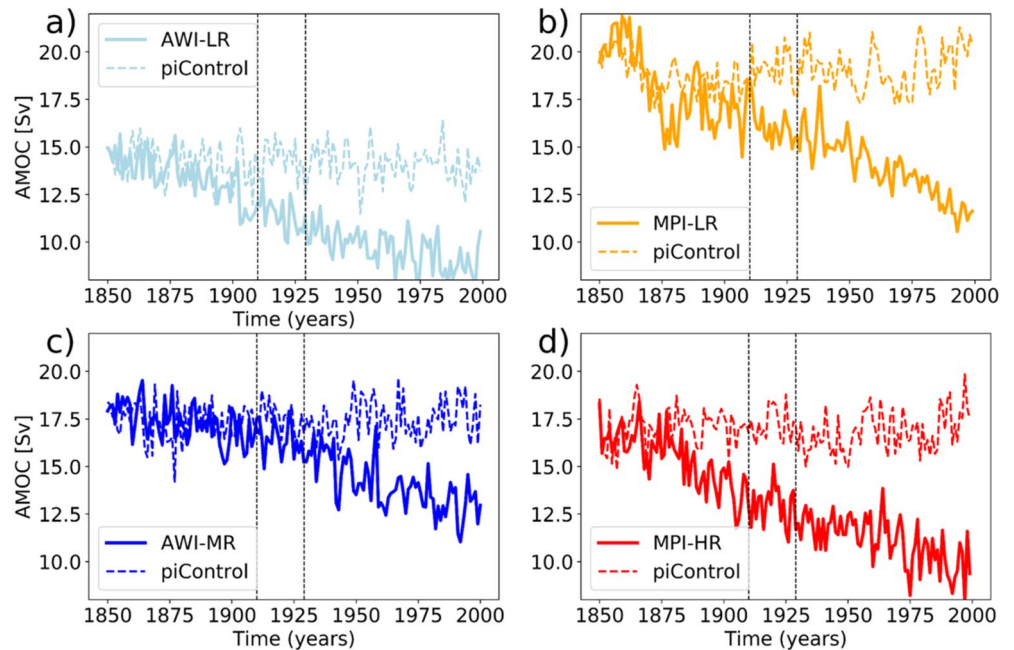 a)
AMOC [Sv]
20.0
17.5
15.0
12.5
10.0
AWI-LR
piControl
1850 1875 1900 1925 1950 1975 2000
Time (years)
b)
AMOC [Sv]
20.0
17.5
15.0
12.5
10.0
MPI-LR
piControl
1850 1875 1900 1925 1950 1975 2000
c)
AMOC [Sv]
20.0
17.5
15.0
12.5
10.0
AWI-MR
piControl
1850 1875 1900 1925 1950 1975 2000
Time (years)
d)
20.0
17.5
15.0
12.5
10.0
MPI-HR
piControl
1850 1875 1900 1925 1950 1975 2000
Time (years)